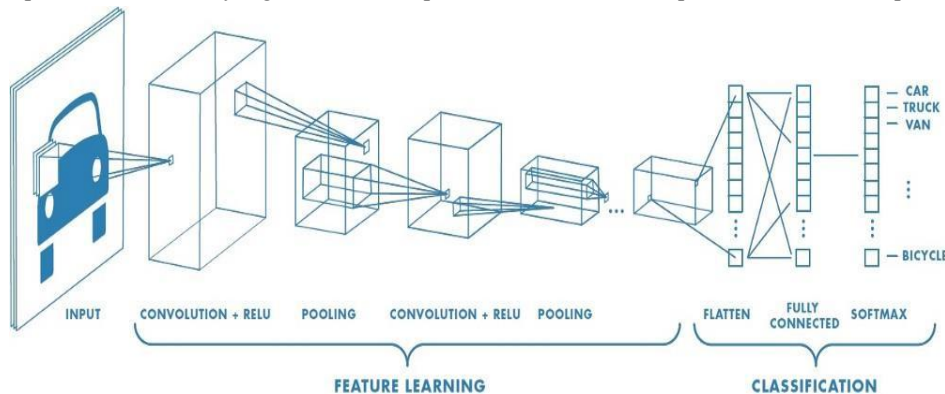 CAR
TRUCK
VAN
BICYCLE
INPUT
CONVOLUTION + RELU
POOLING
CONVOLUTION + RELU
POOLING
FLATTEN
FULLY
CONNECTED
SOFTMAX
FEATURE LEARNING
CLASSIFICATION